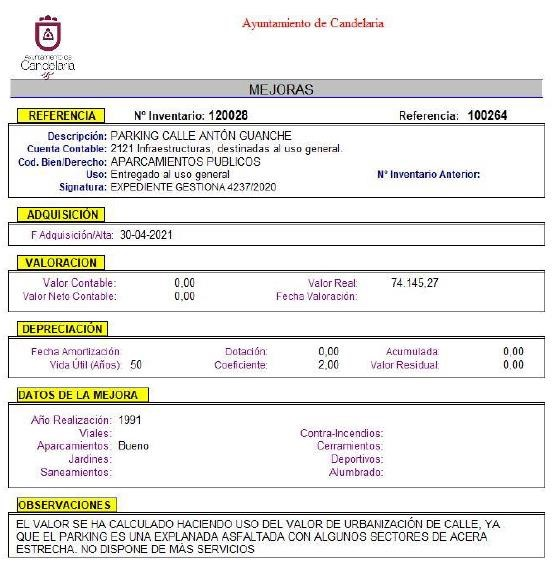 Ayuntamiento de Candelaria
Ayuntamiento de
Candelaria
MEJORAS
REFERENCIA Nº Inventario: 120028 Referencia: 100264
Descripción: PARKING CALLE ANTÓN GUANCHE
Cuenta Contable: 2121 Infraestructuras, destinadas al uso general.
Cod. Bien/Derecho: APARCAMIENTOS PUBLICOS
Uso: Entregado al uso general Nº Inventario Anterior:
Signatura: EXPEDIENTE GESTIONA 4237/2020
ADQUISICIÓN
F.Adquisición/Alta: 30-04-2021
VALORACION
Valor Contable: 0,00 Valor Real: 74.145,27
Valor Neto Contable: 0,00 Fecha Valoración:
DEPRECIACIÓN
Fecha Amortización: Dotación: 0,00 Acumulada: 0,00
Vida Útil (Años): 50 Coeficiente: 2,00 Valor Residual: 0,00
DATOS DE LA MEJORA
Año Realización: 1991
Viales: Contra-Incendios:
Aparcamientos: Bueno Cerramientos:
Jardines: Deportivos:
Saneamientos: Alumbrado:
OBSERVACIONES
EL VALOR SE HA CALCULADO HACIENDO USO DEL VALOR DE URBANIZACIÓN DE CALLE, YA
QUE EL PARKING ES UNA EXPLANADA ASFALTADA CON ALGUNOS SECTORES DE ACERA
ESTRECHA. NO DISPONE DE MÁS SERVICIOS